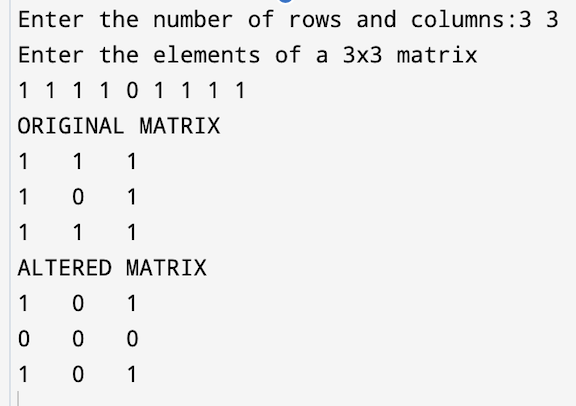 Enter the number of rows and columns:3 3
Enter the elements of a 3x3 matrix
1 1 1 1 0 1 1 1 1
ORIGINAL MATRIX
1   1   1
1   0   1
1   1   1
ALTERED MATRIX
1   0   1
0   0   0
1   0   1